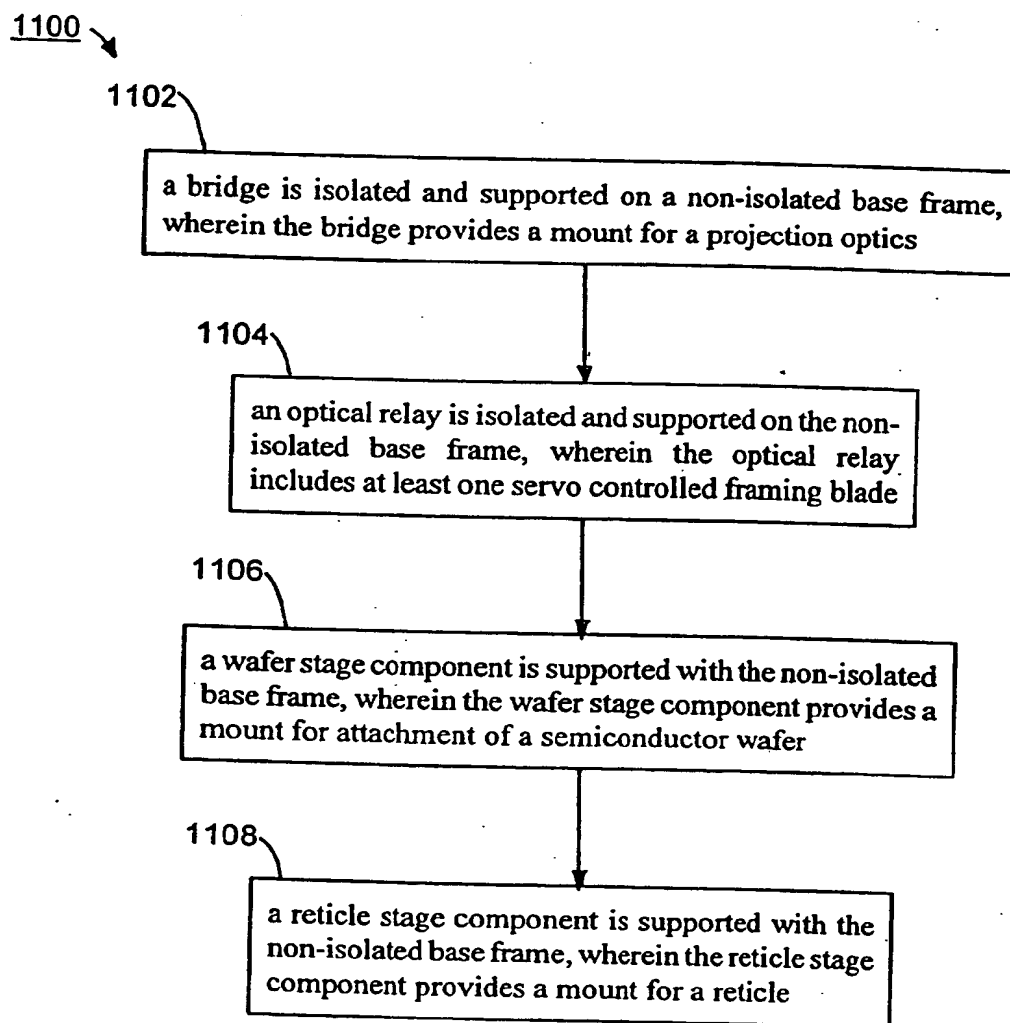 1100
1102
a bridge is isolated and supported on a non-isolated base frame,
wherein the bridge provides a mount for a projection optics
1104
an optical relay is isolated and supported on the non-
isolated base frame, wherein the optical relay
includes at least one servo controlled framing blade
1106
a wafer stage component is supported with the non-isolated
base frame, wherein the wafer stage component provides a
mount for attachment of a semiconductor wafer
1108
a reticle stage component is supported with the
non-isolated base frame, wherein the reticle stage
component provides a mount for a reticle